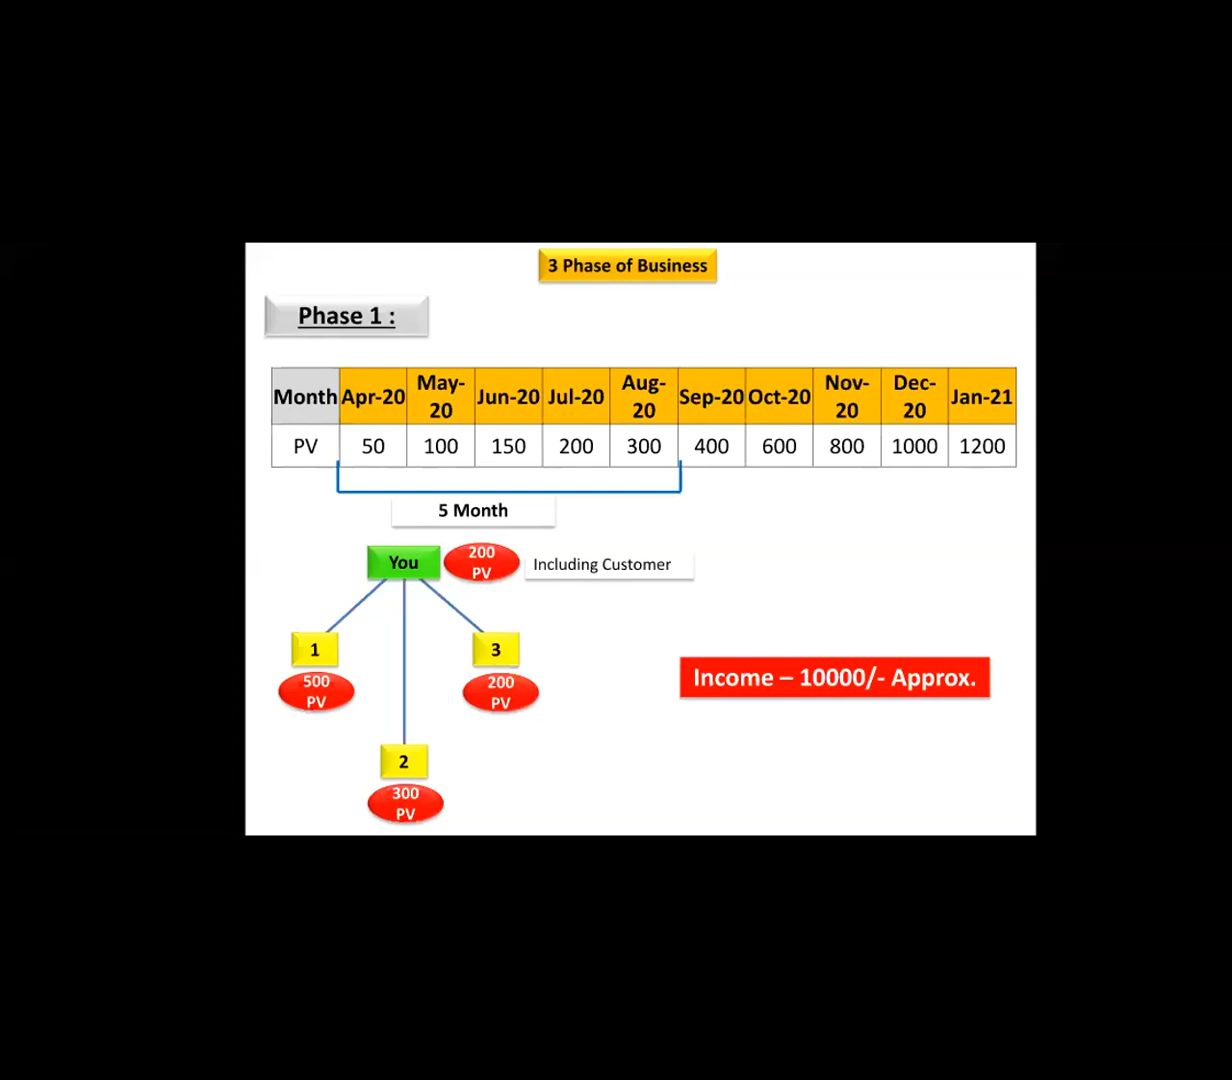 3 Phase of Business
Phase 1 :
Month Apr-20 May-20 Jun-20 Jul-20 Aug-20 Sep-20 Oct-20 Nov-20 Dec-20 Jan-21
PV 50 100 150 200 300 400 600 800 1000 1200
5 Month
You 200 PV Including Customer
1 3
500 PV 200 PV
Income – 10000/- Approx.
2
300 PV